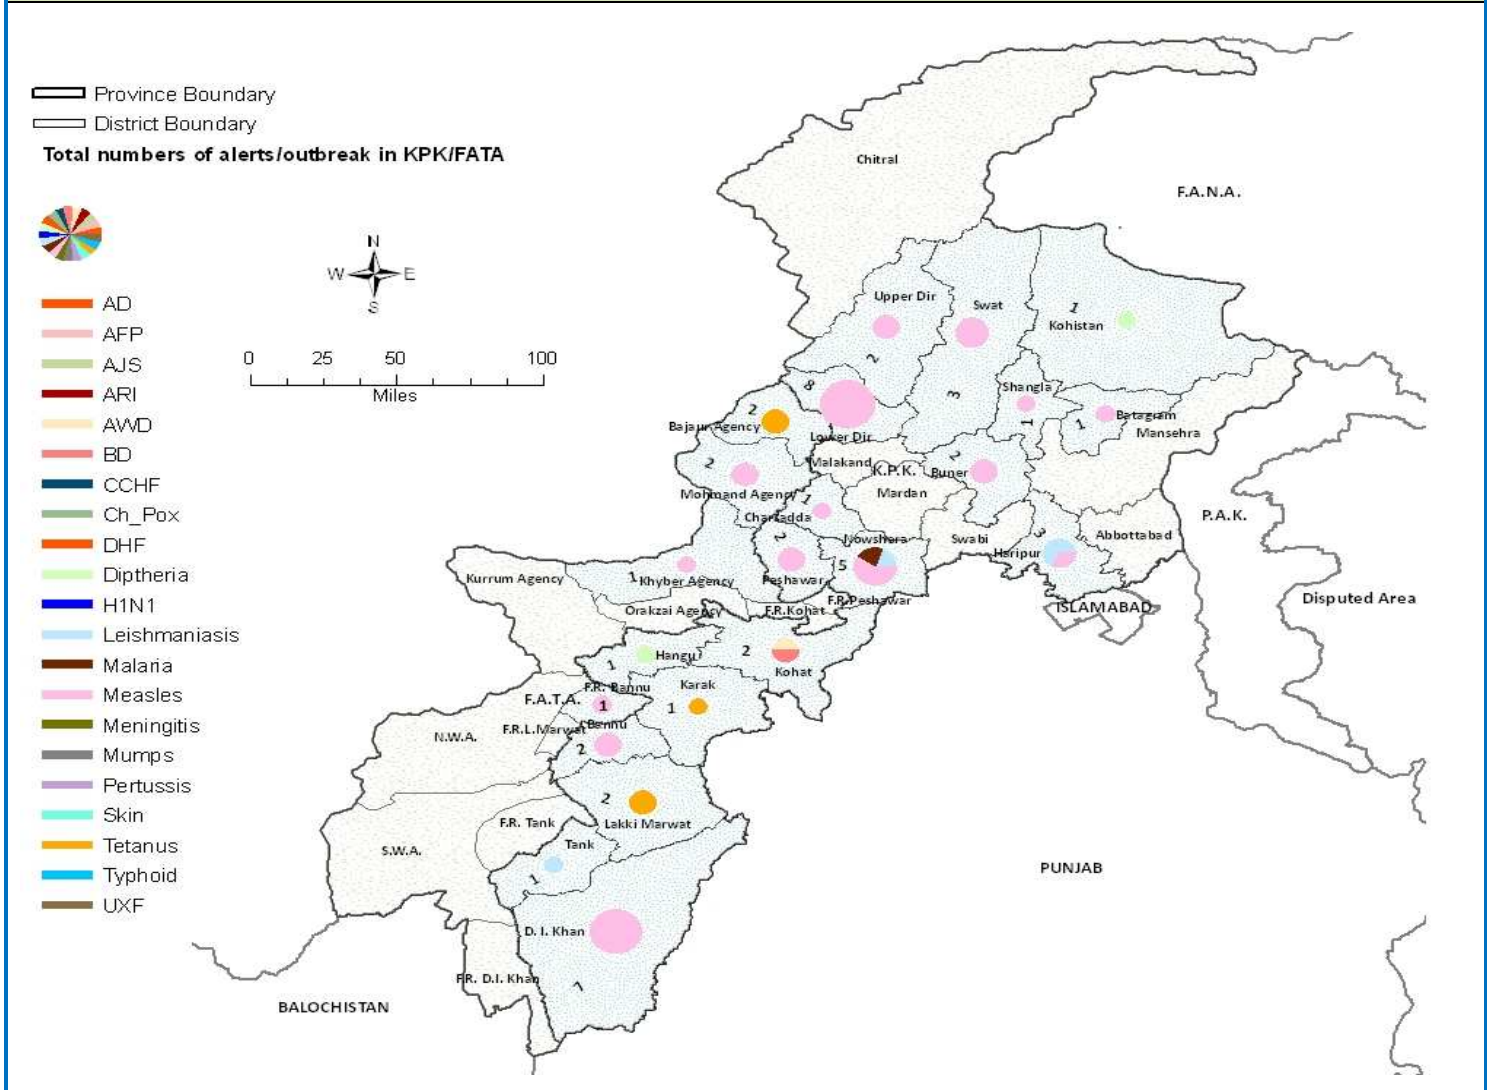 Province Boundary
District Boundary
Total numbers of alerts/outbreak in KPK/FATA
AD
AFP
AJS
ARI
AWD
BD
CCHF
Ch_Pox
DHF
Diptheria
H1N1
Leishmaniasis
Malaria
Measles
Meningitis
Mumps
Pertussis
Skin
Tetanus
Typhoid
UXF
N
W E
S
0 25 50 100
Miles
Chitral
F.A.N.A.
Upper Dir
2
Swat
3
1
Kohistan
8
Lower Dir
Shangla
1
Batagram
1
Mansehra
2
Bajaur Agency
2
Mohmand Agency
Malakand
K.P.K.
Mardan
2
Buner
1
Charsadda
Nowshera
5
Swabi
3
Haripur
Abbottabad
P.A.K.
Disputed Area
ISLAMABAD
2
Peshawar
F.R.Peshawar
1
Khyber Agency
Kurrum Agency
Orakzai Agency
F.R.Kohat
2
Kohat
1
Hangu
F.R. Bannu
1
Karak
1
F.A.T.A.
Bannu
2
F.R.L.Marwat
N.W.A.
2
Lakki Marwat
F.R. Tank
Tank
1
S.W.A.
D. I. Khan
7
F.R. D.I. Khan
BALOCHISTAN
PUNJAB